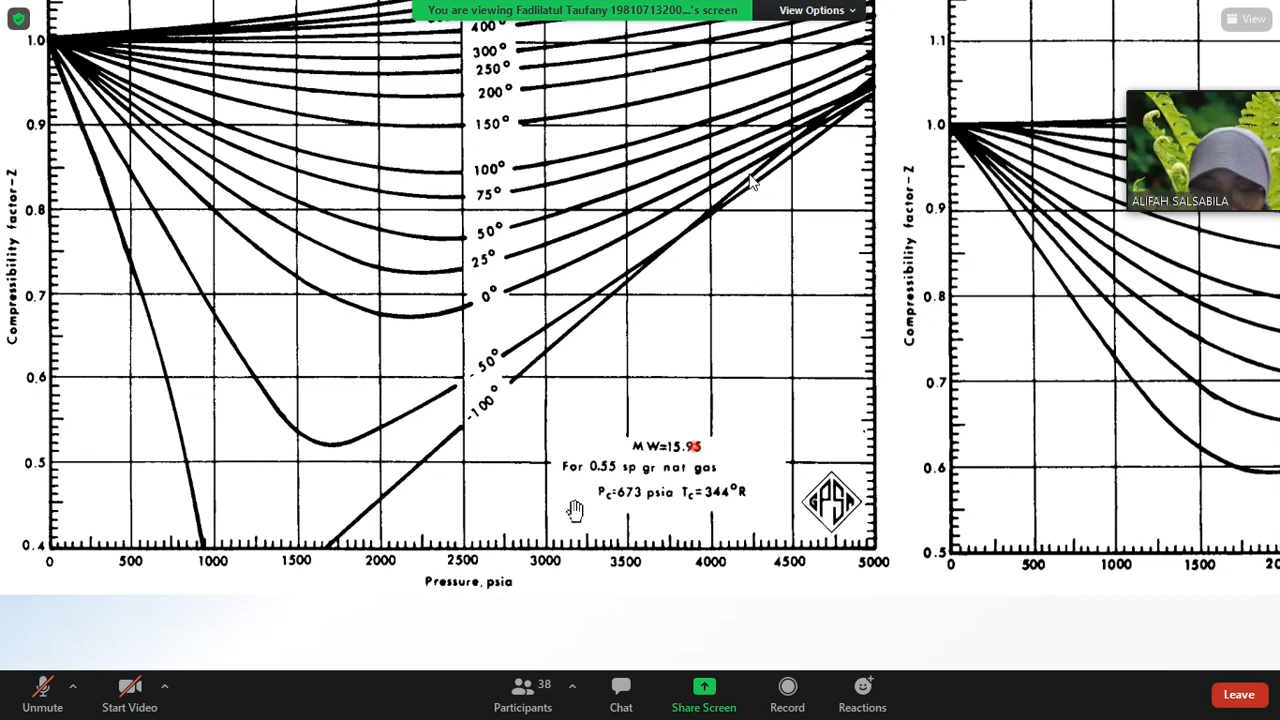 You are viewing Fadlilatul Taufany 19810713200...'s screen
View Options
View
400°
300°
250°
200°
150°
100°
75°
50°
25°
0°
-50°
-100°
1.0
0.9
0.8
0.7
0.6
0.5
0.4
Compressibility factor-Z
0 500 1000 1500 2000 2500 3000 3500 4000 4500 5000
Pressure, psia
MW=15.95
For 0.55 sp gr nat gas
Pc=673 psia Tc=344°R
GPSA
1.1
1.0
0.9
0.8
0.7
0.6
0.5
Compressibility factor-Z
0 500 1000 1500
ALIFAH SALSABILA
Unmute
Start Video
38
Participants
Chat
Share Screen
Record
Reactions
Leave